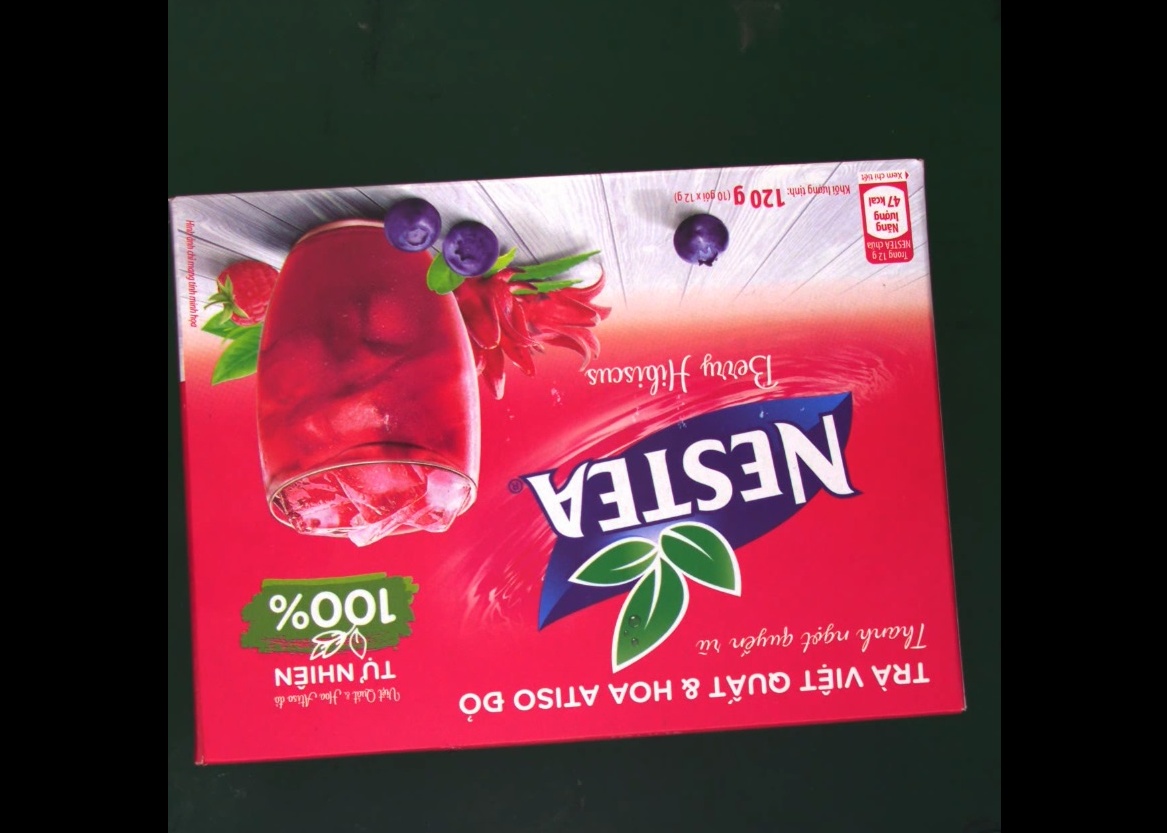 TRÀ VIỆT QUẤT & HOA ATISO ĐỎ
Thanh ngọt quyến rũ
NESTEA®
Berry Hibiscus
Việt Quất & Hoa Atiso đỏ
TỰ NHIÊN
100%
Hình ảnh chỉ mang tính minh họa
Trong 12 g
NESTEA chứa
Năng
lượng
47 kcal
Xem chi tiết
Khối lượng tịnh: 120 g (10 gói x 12 g)